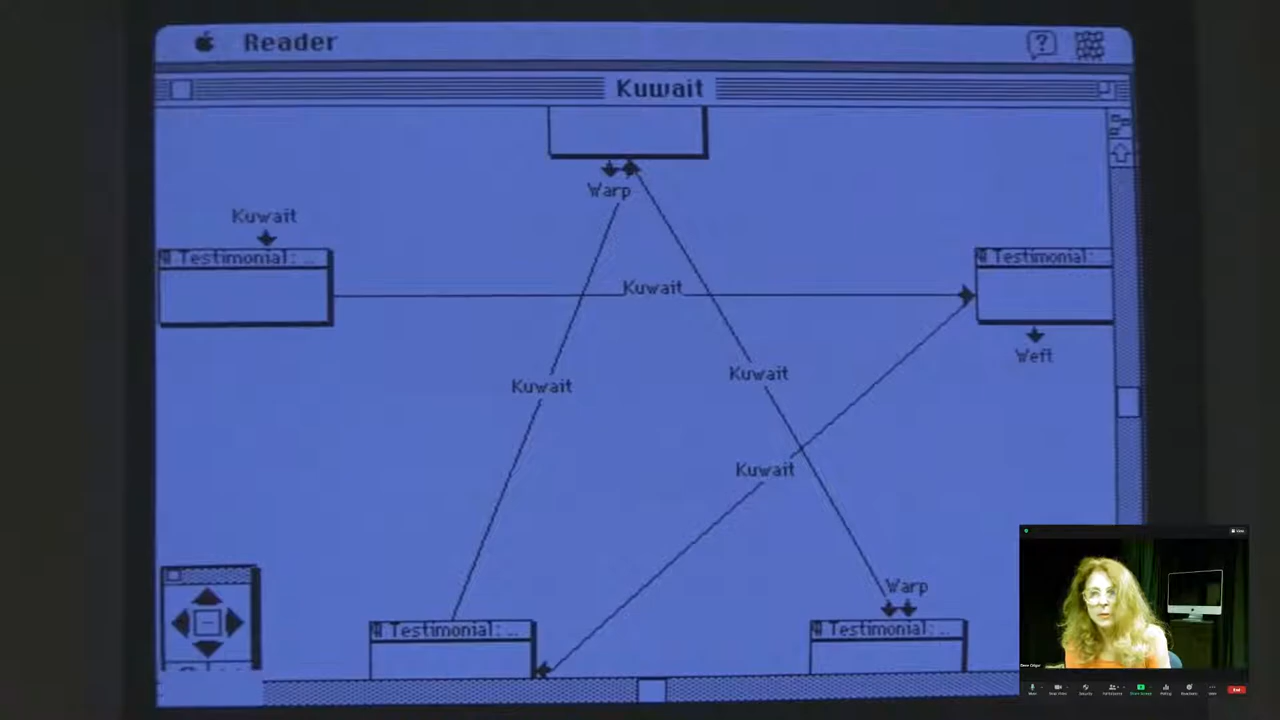 Reader
Kuwait
Warp
Kuwait
Testimonial: ..
Testimonial:
Kuwait
Weft
Kuwait
Kuwait
Kuwait
Warp
Testimonial: ..
Testimonial: ..